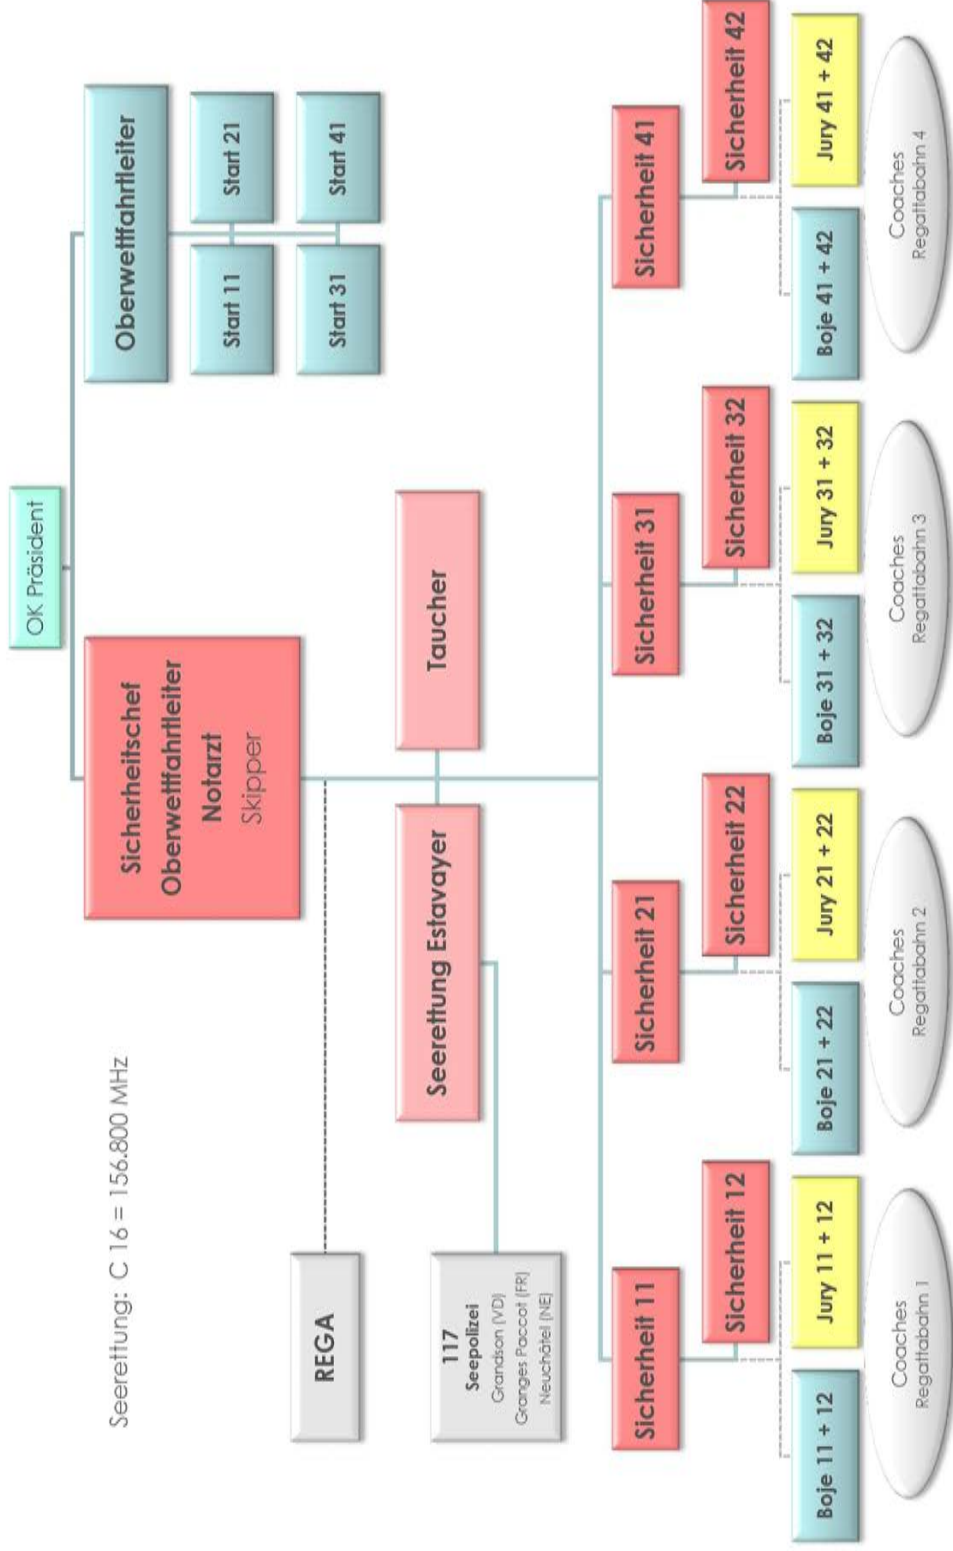 OK Präsident
Sicherheitschef
Oberwettfahrtleiter
Notarzt
Skipper
Oberwettfahrtleiter
Start 11
Start 21
Start 31
Start 41
Seerettung: C 16 = 156.800 MHz
REGA
Seerettung Estavayer
Taucher
117
Seepolizei
Grandson (VD)
Granges Paccot (FR)
Neuchâtel (NE)
Sicherheit 11
Sicherheit 12
Boje 11 + 12
Jury 11 + 12
Coaches
Regattabahn 1
Sicherheit 21
Sicherheit 22
Boje 21 + 22
Jury 21 + 22
Coaches
Regattabahn 2
Sicherheit 31
Sicherheit 32
Boje 31 + 32
Jury 31 + 32
Coaches
Regattabahn 3
Sicherheit 41
Sicherheit 42
Boje 41 + 42
Jury 41 + 42
Coaches
Regattabahn 4